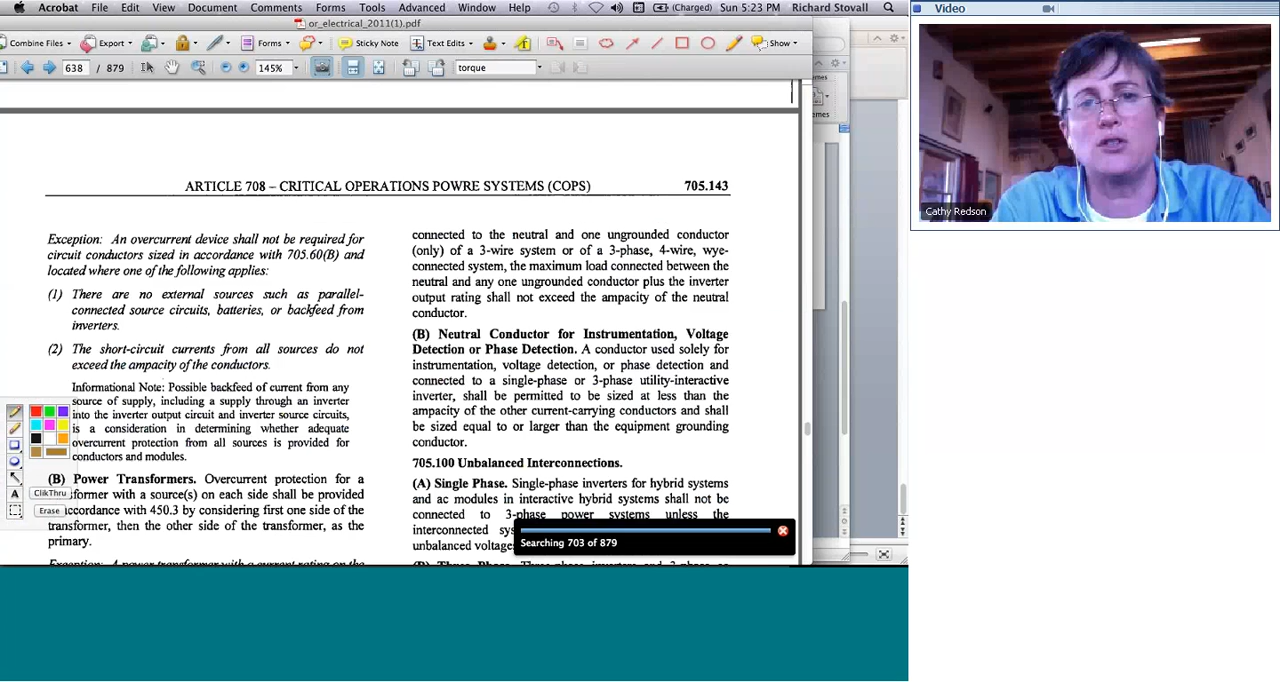 Acrobat File Edit View Document Comments Forms Tools Advanced Window Help (Charged) Sun 5:23 PM Richard Stovall
Video
or_electrical_2011(1).pdf
Combine Files Export Forms Sticky Note Text Edits Show
638 / 879 145% torque
ARTICLE 708 – CRITICAL OPERATIONS POWRE SYSTEMS (COPS) 705.143
Exception: An overcurrent device shall not be required for
circuit conductors sized in accordance with 705.60(B) and
located where one of the following applies:
(1) There are no external sources such as parallel-
connected source circuits, batteries, or backfeed from
inverters.
(2) The short-circuit currents from all sources do not
exceed the ampacity of the conductors.
Informational Note: Possible backfeed of current from any
source of supply, including a supply through an inverter
into the inverter output circuit and inverter source circuits,
is a consideration in determining whether adequate
overcurrent protection from all sources is provided for
conductors and modules.
(B) Power Transformers. Overcurrent protection for a
sformer with a source(s) on each side shall be provided
accordance with 450.3 by considering first one side of the
transformer, then the other side of the transformer, as the
primary.
Exception: A power transformer with a current rating on the
connected to the neutral and one ungrounded conductor
(only) of a 3-wire system or of a 3-phase, 4-wire, wye-
connected system, the maximum load connected between the
neutral and any one ungrounded conductor plus the inverter
output rating shall not exceed the ampacity of the neutral
conductor.
(B) Neutral Conductor for Instrumentation, Voltage
Detection or Phase Detection. A conductor used solely for
instrumentation, voltage detection, or phase detection and
connected to a single-phase or 3-phase utility-interactive
inverter, shall be permitted to be sized at less than the
ampacity of the other current-carrying conductors and shall
be sized equal to or larger than the equipment grounding
conductor.
705.100 Unbalanced Interconnections.
(A) Single Phase. Single-phase inverters for hybrid systems
and ac modules in interactive hybrid systems shall not be
connected to 3-phase power systems unless the
interconnected sys
unbalanced voltages
A
ClikThru
Erase
Searching 703 of 879
Cathy Redson